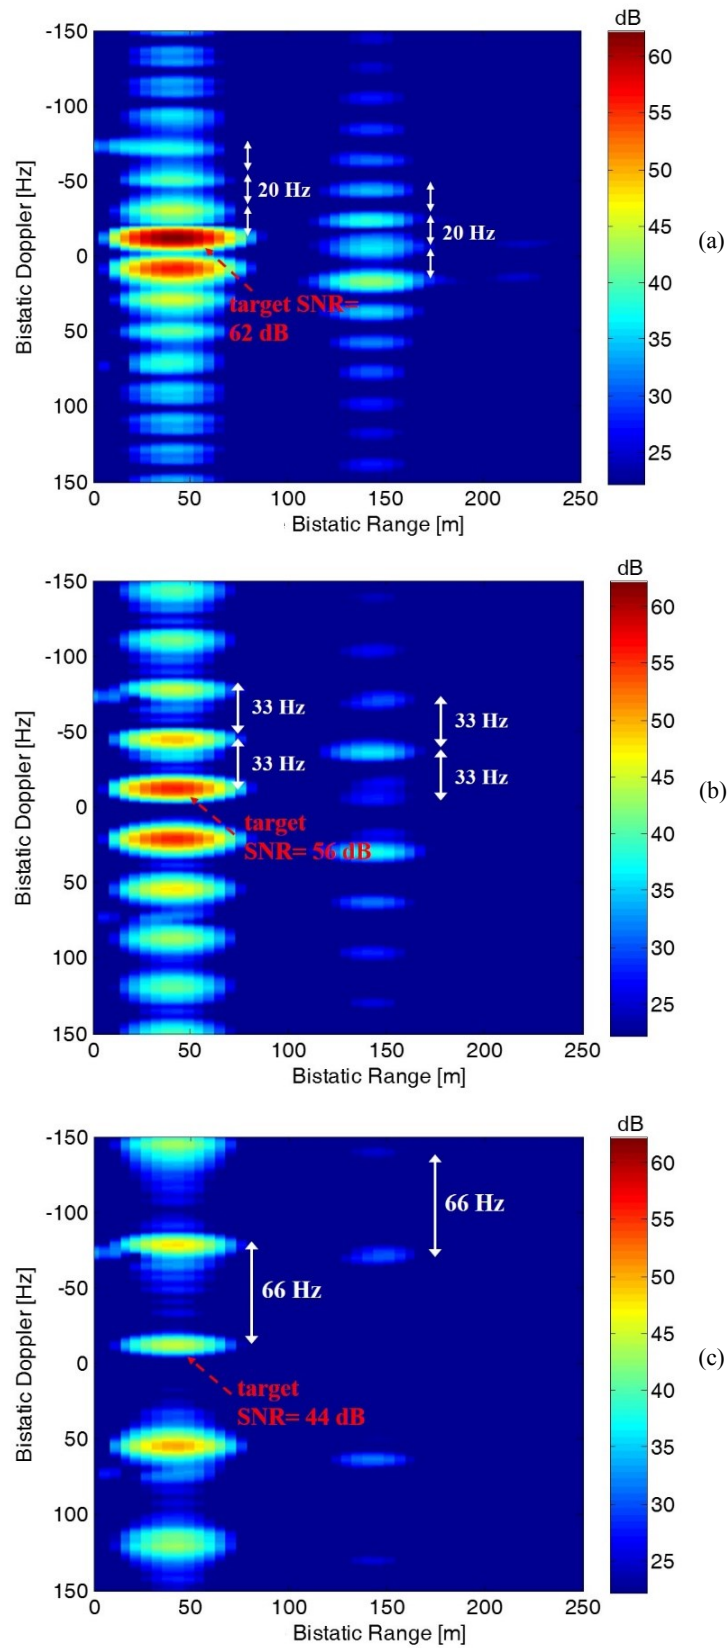 dB
-150
-100
-50
0
50
100
150
Bistatic Doppler [Hz]
20 Hz
20 Hz
target SNR=
62 dB
0
50
100
150
200
250
Bistatic Range [m]
60
55
50
45
40
35
30
25
(a)
dB
-150
-100
-50
0
50
100
150
Bistatic Doppler [Hz]
33 Hz
33 Hz
33 Hz
33 Hz
target
SNR= 56 dB
0
50
100
150
200
250
Bistatic Range [m]
60
55
50
45
40
35
30
25
(b)
dB
-150
-100
-50
0
50
100
150
Bistatic Doppler [Hz]
66 Hz
66 Hz
target
SNR= 44 dB
0
50
100
150
200
250
Bistatic Range [m]
60
55
50
45
40
35
30
25
(c)